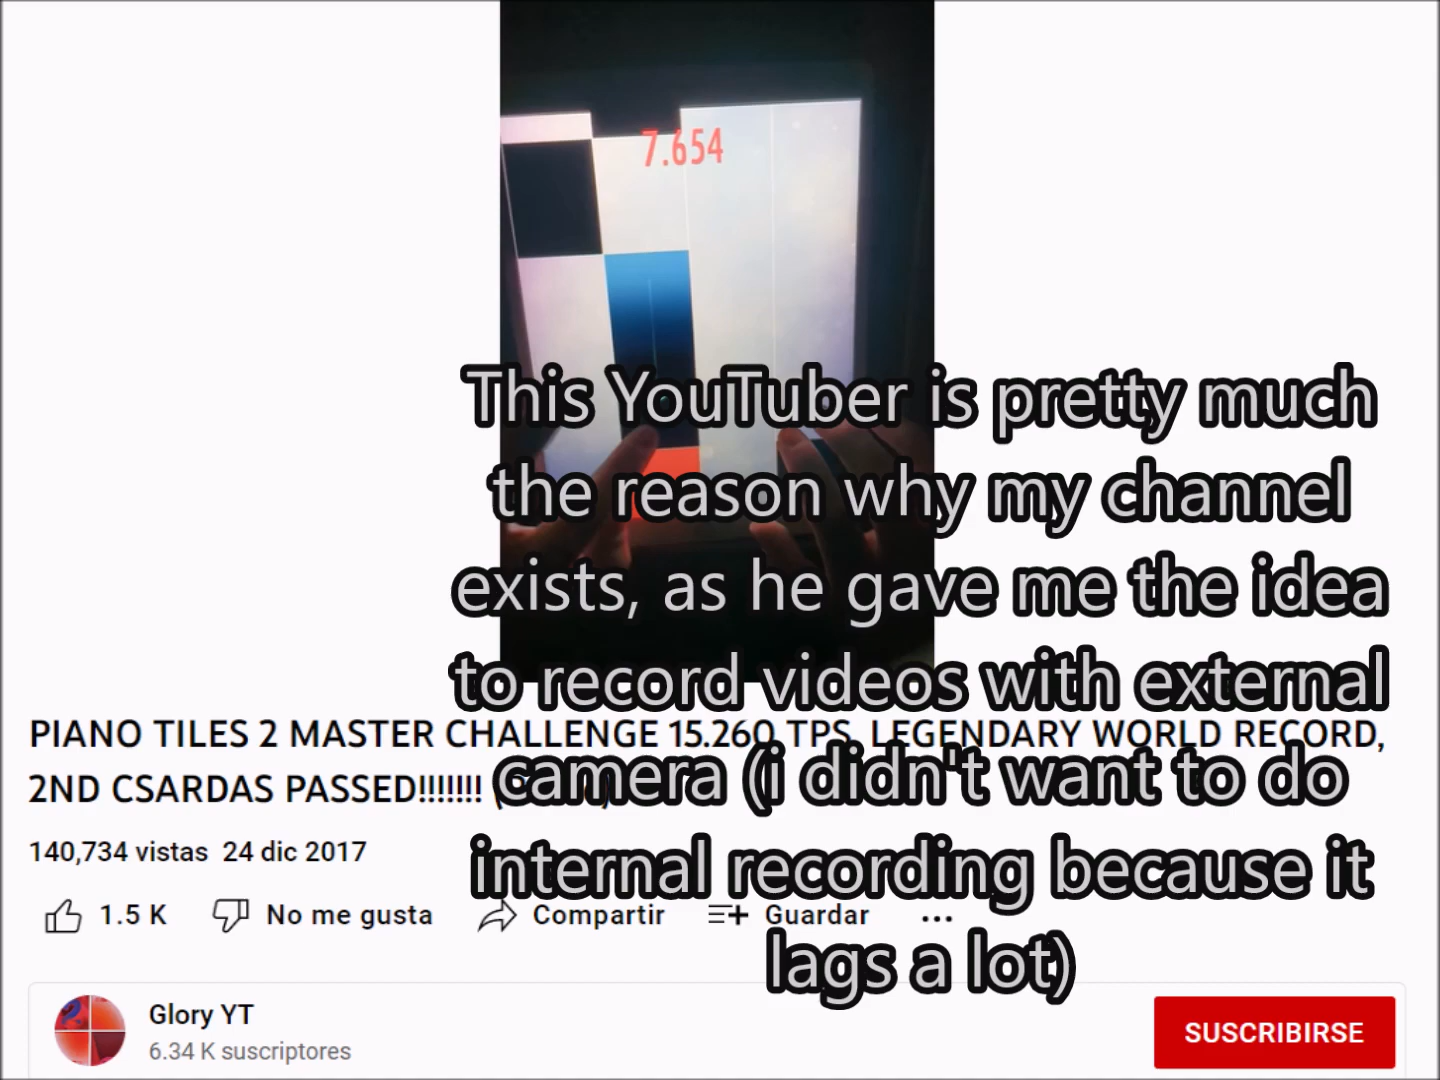 7.654
This YouTuber is pretty much
the reason why my channel
exists, as he gave me the idea
to record videos with external
camera (i didn't want to do
internal recording because it
lags a lot)
PIANO TILES 2 MASTER CHALLENGE 15.260 TPS, LEGENDARY WORLD RECORD,
2ND CSARDAS PASSED!!!!!!!
140,734 vistas 24 dic 2017
1.5 K No me gusta Compartir Guardar ...
Glory YT
6.34 K suscriptores
SUSCRIBIRSE